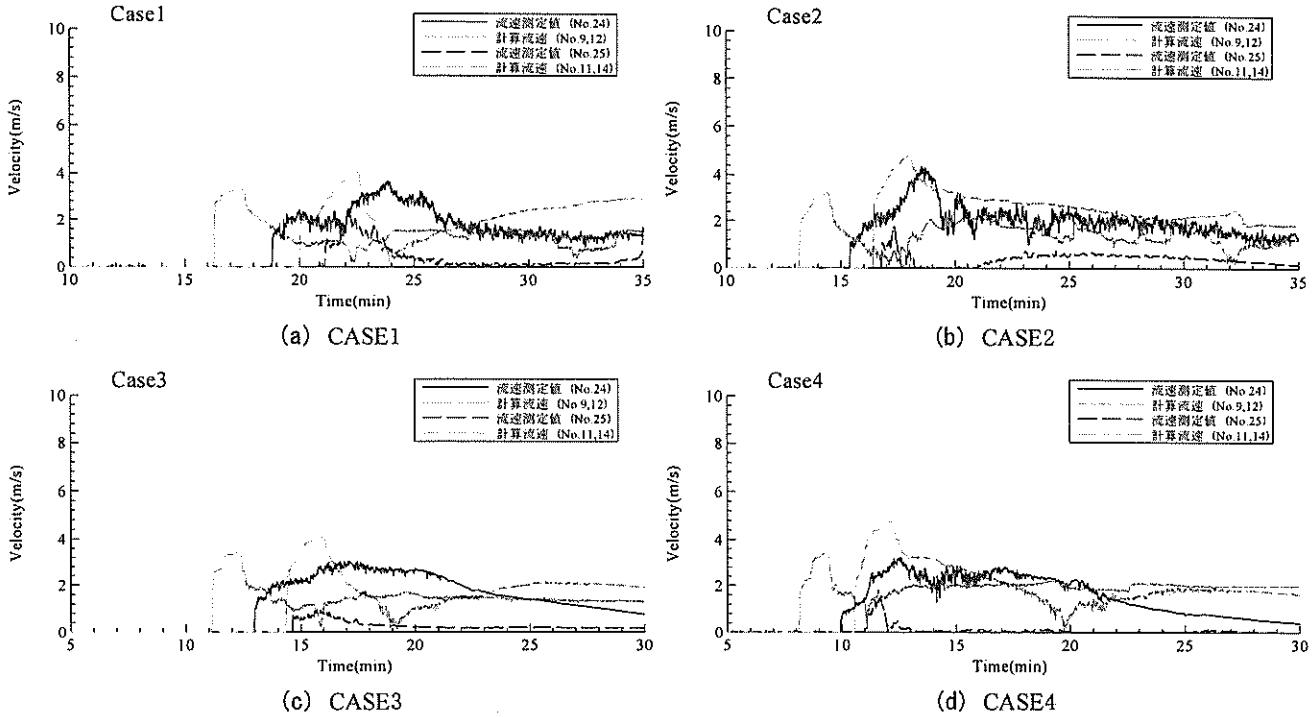 Case1
流速測定値 (No.24)
計算流速 (No.9,12)
流速測定値 (No.25)
計算流速 (No.11,14)
Velocity(m/s)
10
8
6
4
2
0
10 15 20 25 30 35
Time(min)
(a) CASE1
Case2
流速測定値 (No.24)
計算流速 (No.9,12)
流速測定値 (No.25)
計算流速 (No.11,14)
Velocity(m/s)
10
8
6
4
2
0
10 15 20 25 30 35
Time(min)
(b) CASE2
Case3
流速測定値 (No.24)
計算流速 (No.9,12)
流速測定値 (No.25)
計算流速 (No.11,14)
Velocity(m/s)
10
8
6
4
2
0
5 10 15 20 25 30
Time(min)
(c) CASE3
Case4
流速測定値 (No.24)
計算流速 (No.9,12)
流速測定値 (No.25)
計算流速 (No.11,14)
Velocity(m/s)
10
8
6
4
2
0
5 10 15 20 25 30
Time(min)
(d) CASE4